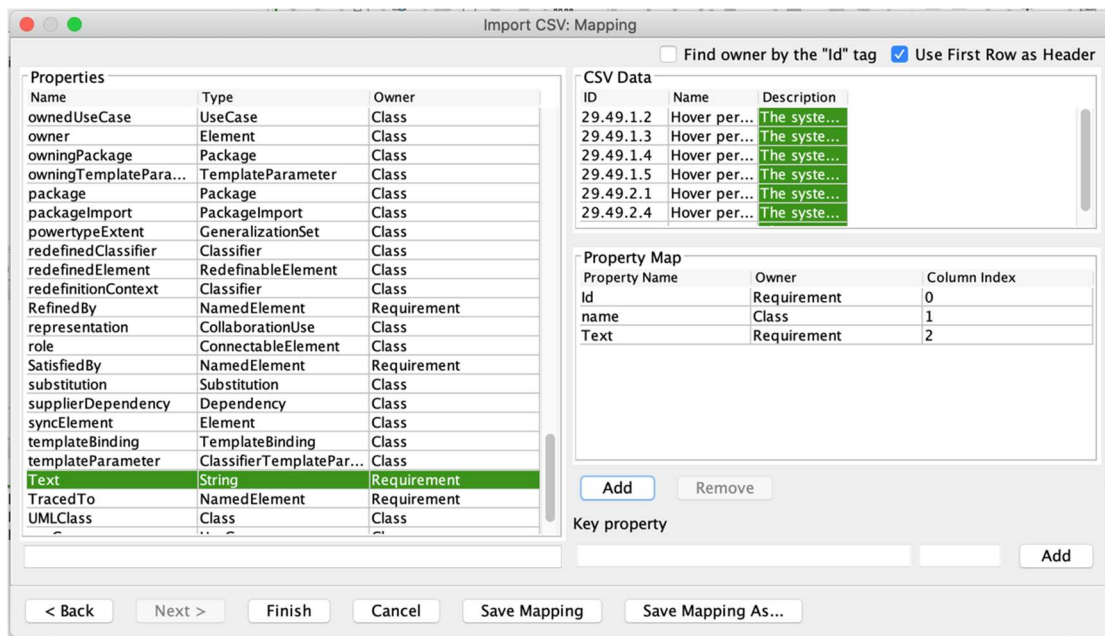 Import CSV: Mapping
Find owner by the "Id" tag Use First Row as Header
Properties
Name Type Owner
ownedUseCase UseCase Class
owner Element Class
owningPackage Package Class
owningTemplatePara... TemplateParameter Class
package Package Class
packageImport PackageImport Class
powertypeExtent GeneralizationSet Class
redefinedClassifier Classifier Class
redefinedElement RedefinableElement Class
redefinitionContext Classifier Class
RefinedBy NamedElement Requirement
representation CollaborationUse Class
role ConnectableElement Class
SatisfiedBy NamedElement Requirement
substitution Substitution Class
supplierDependency Dependency Class
syncElement Element Class
templateBinding TemplateBinding Class
templateParameter ClassifierTemplatePar... Class
Text String Requirement
TracedTo NamedElement Requirement
UMLClass Class Class
CSV Data
ID Name Description
29.49.1.2 Hover per... The syste...
29.49.1.3 Hover per... The syste...
29.49.1.4 Hover per... The syste...
29.49.1.5 Hover per... The syste...
29.49.2.1 Hover per... The syste...
29.49.2.4 Hover per... The syste...
Property Map
Property Name Owner Column Index
Id Requirement 0
name Class 1
Text Requirement 2
Add Remove
Key property
Add
< Back Next > Finish Cancel Save Mapping Save Mapping As...